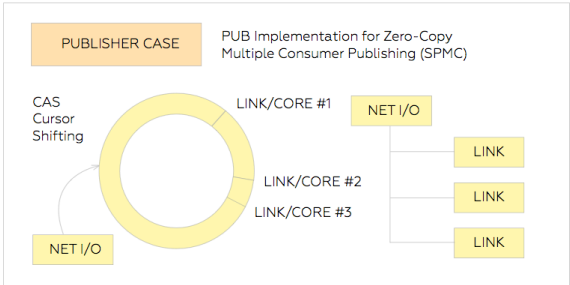 PUBLISHER CASE
PUB Implementation for Zero-Copy
Multiple Consumer Publishing (SPMC)
CAS
Cursor
Shifting
LINK/CORE #1
LINK/CORE #2
LINK/CORE #3
NET I/O
NET I/O
LINK
LINK
LINK